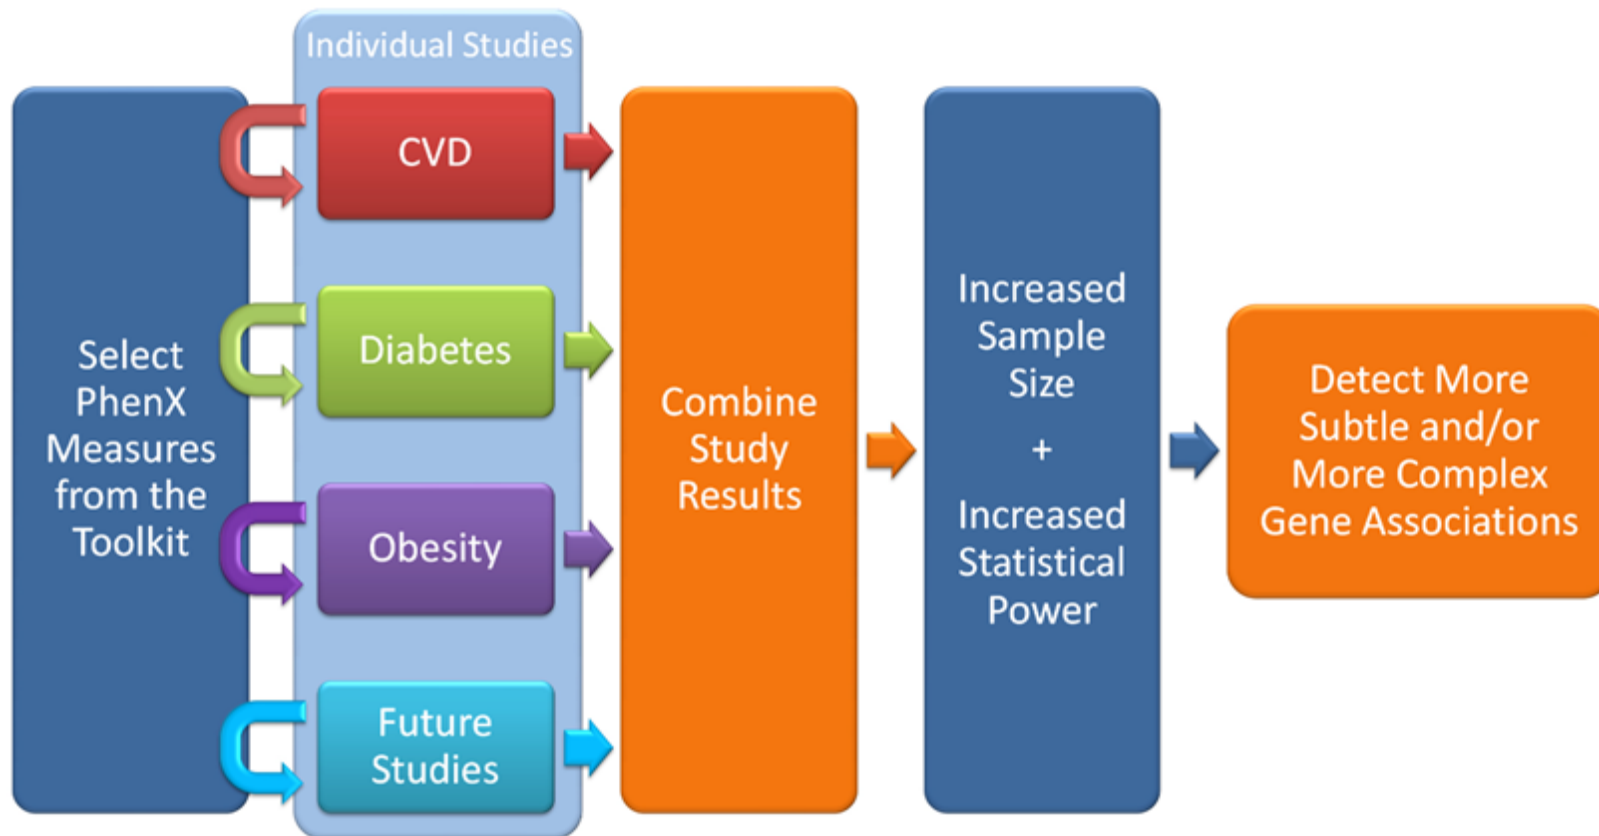 Individual Studies
Select
PhenX
Measures
from the
Toolkit
CVD
Diabetes
Obesity
Future
Studies
Combine
Study
Results
Increased
Sample
Size
+
Increased
Statistical
Power
Detect More
Subtle and/or
More Complex
Gene Associations